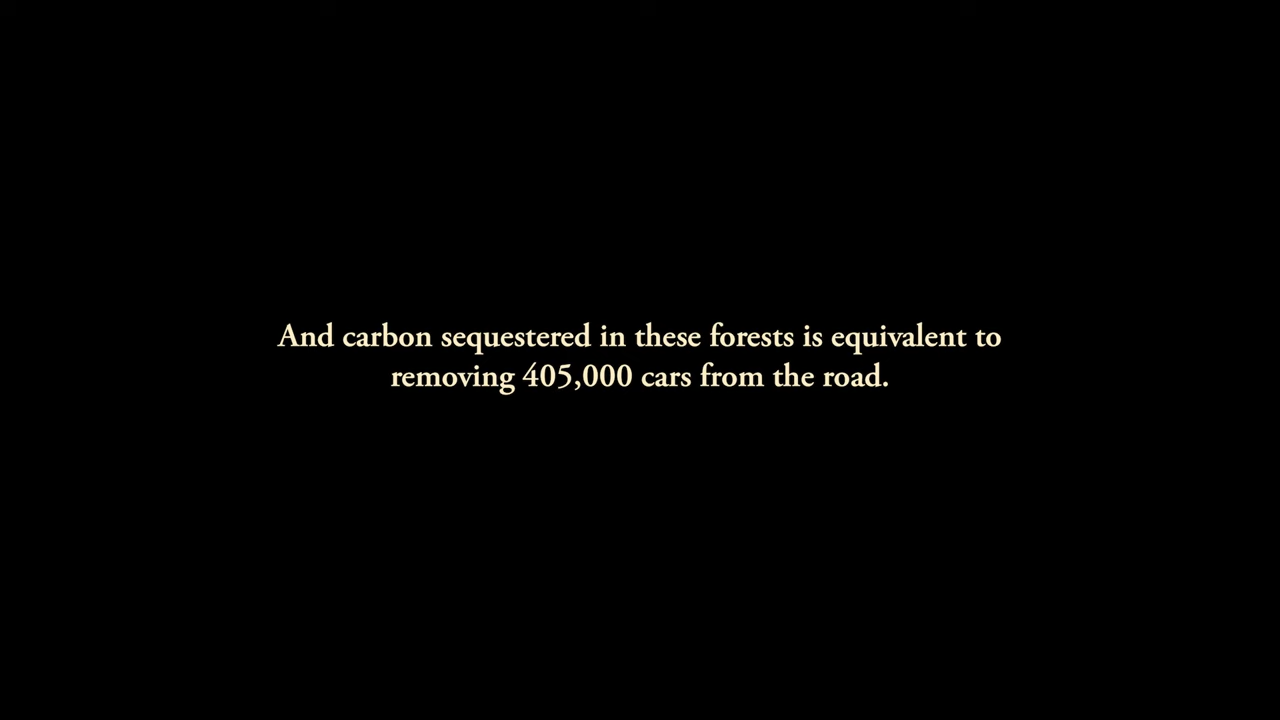 And carbon sequestered in these forests is equivalent to
removing 405,000 cars from the road.